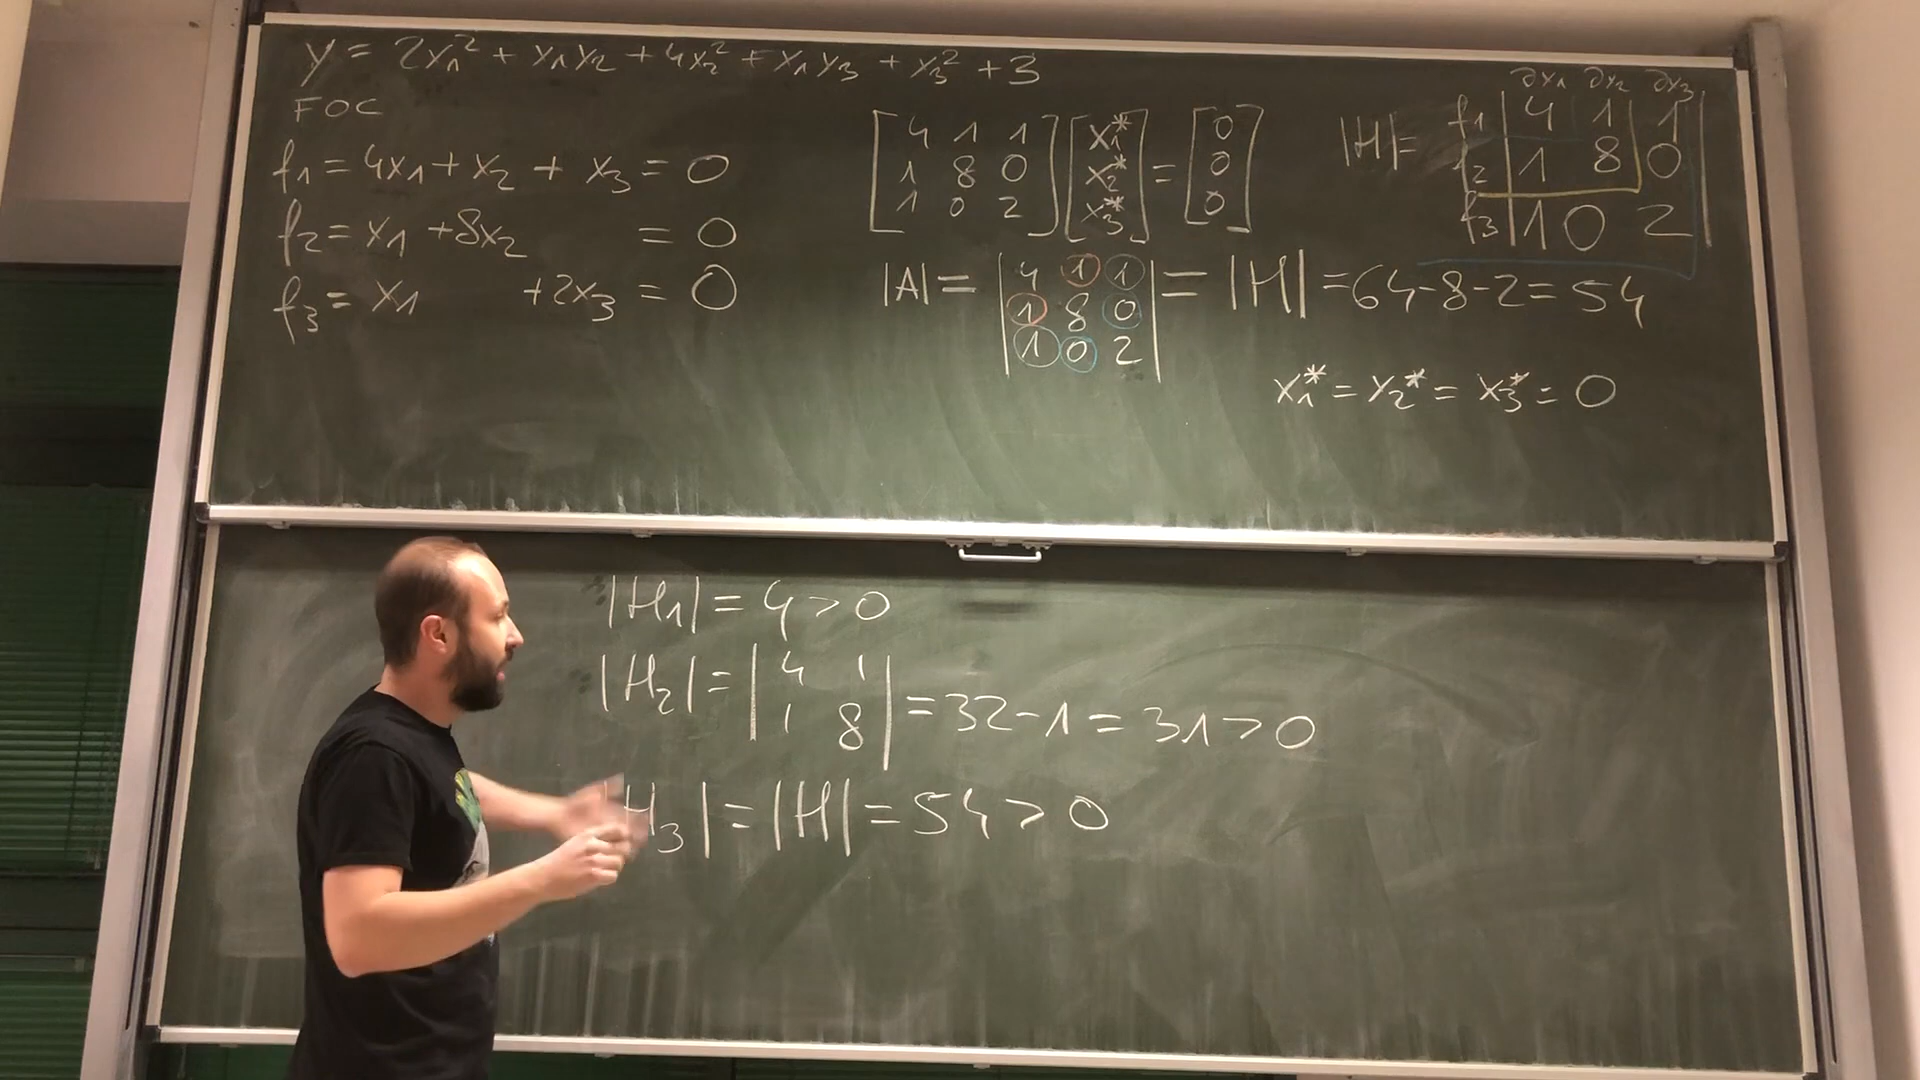 y = 2x₁² + x₁x₂ + 4x₂² + x₁x₃ + x₃² + 3
FOC
f₁ = 4x₁ + x₂ + x₃ = 0
f₂ = x₁ + 8x₂ = 0
f₃ = x₁ + 2x₃ = 0
[4 1 1] [x₁*] = [0]
[1 8 0] [x₂*] = [0]
[1 0 2] [x₃*] = [0]
∂x₁ ∂x₂ ∂x₃
|H| = f₁ | 4 1 1 |
f₂ | 1 8 0 |
f₃ | 1 0 2 |
|A| = | 4 1 1 | = |H| = 64-8-2 = 54
| 1 8 0 |
| 1 0 2 |
x₁* = x₂* = x₃* = 0
|H₁| = 4 > 0
|H₂| = | 4 1 | = 32-1 = 31 > 0
| 1 8 |
|H₃| = |H| = 54 > 0